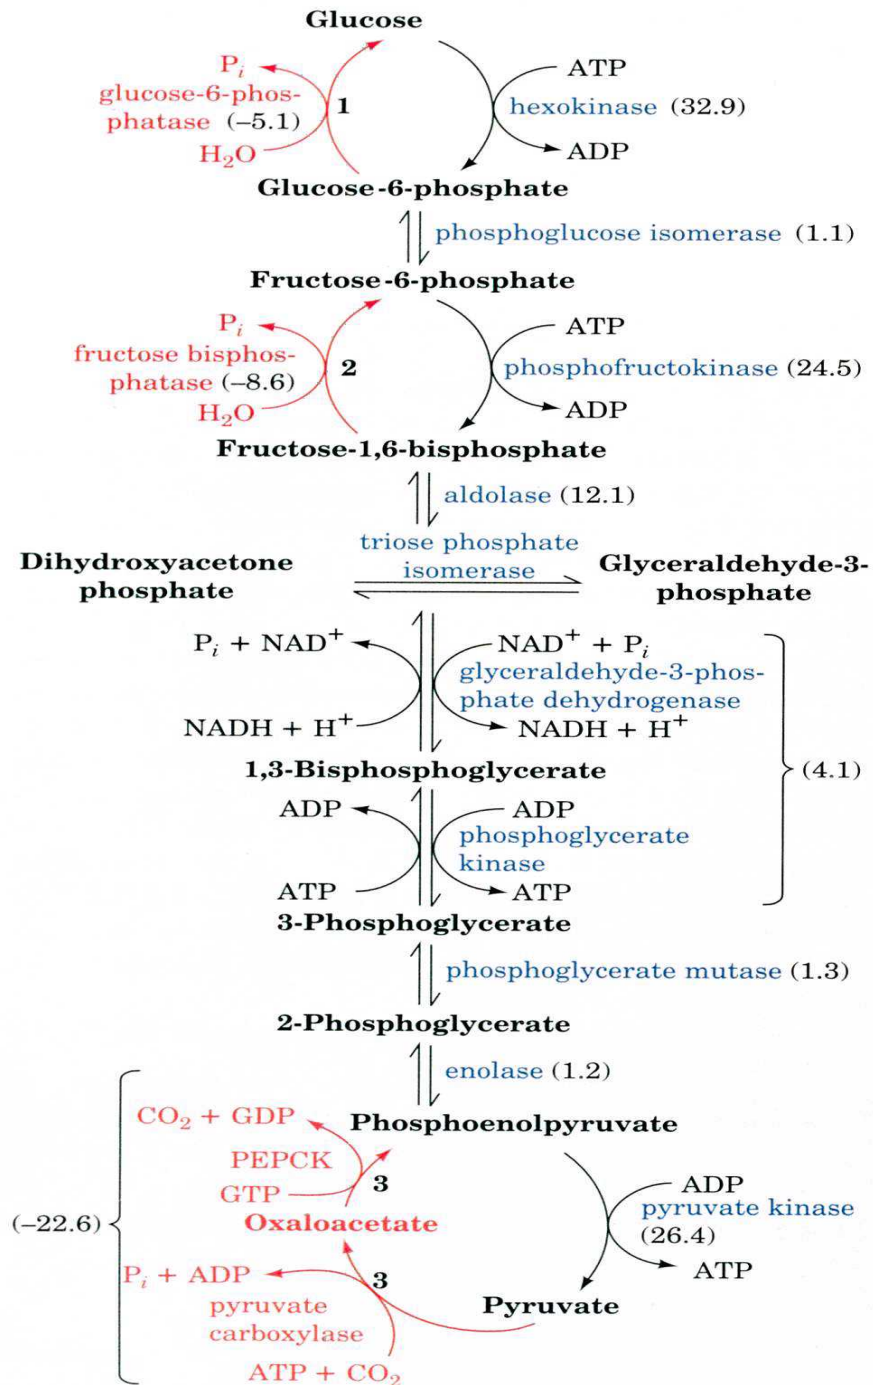 Glucose
P_i
ATP
glucose-6-phos-
phatase (–5.1)
1
hexokinase (32.9)
H₂O
ADP
Glucose-6-phosphate
phosphoglucose isomerase (1.1)
Fructose-6-phosphate
P_i
ATP
fructose bisphos-
phatase (–8.6)
2
phosphofructokinase (24.5)
H₂O
ADP
Fructose-1,6-bisphosphate
aldolase (12.1)
Dihydroxyacetone
phosphate
triose phosphate
isomerase
Glyceraldehyde-3-
phosphate
P_i + NAD⁺
NAD⁺ + P_i
glyceraldehyde-3-phos-
phate dehydrogenase
NADH + H⁺
NADH + H⁺
1,3-Bisphosphoglycerate
(4.1)
ADP
ADP
phosphoglycerate
kinase
ATP
ATP
3-Phosphoglycerate
phosphoglycerate mutase (1.3)
2-Phosphoglycerate
enolase (1.2)
Phosphoenolpyruvate
CO₂ + GDP
PEPCK
3
GTP
ADP
pyruvate kinase
(26.4)
ATP
Oxaloacetate
(–22.6)
P_i + ADP
3
Pyruvate
pyruvate
carboxylase
ATP + CO₂